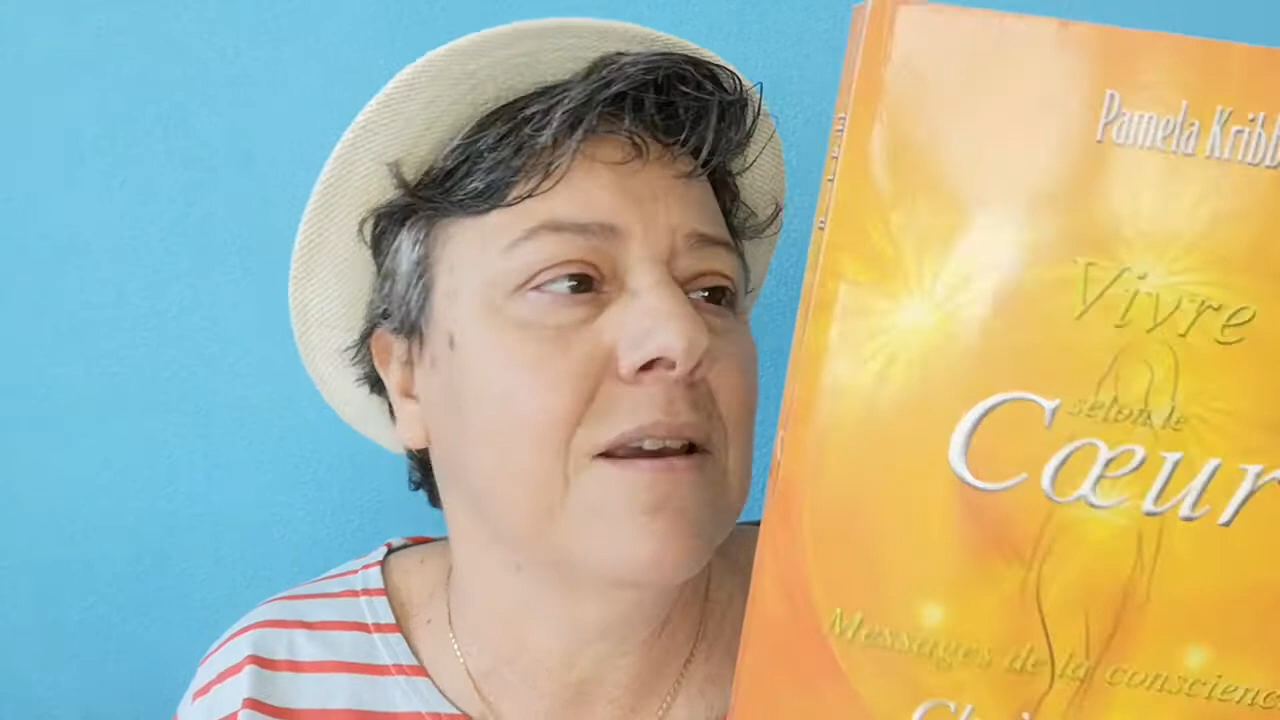 Pamela Kribb
Vivre
selon le
Cœur
Messages de la conscience